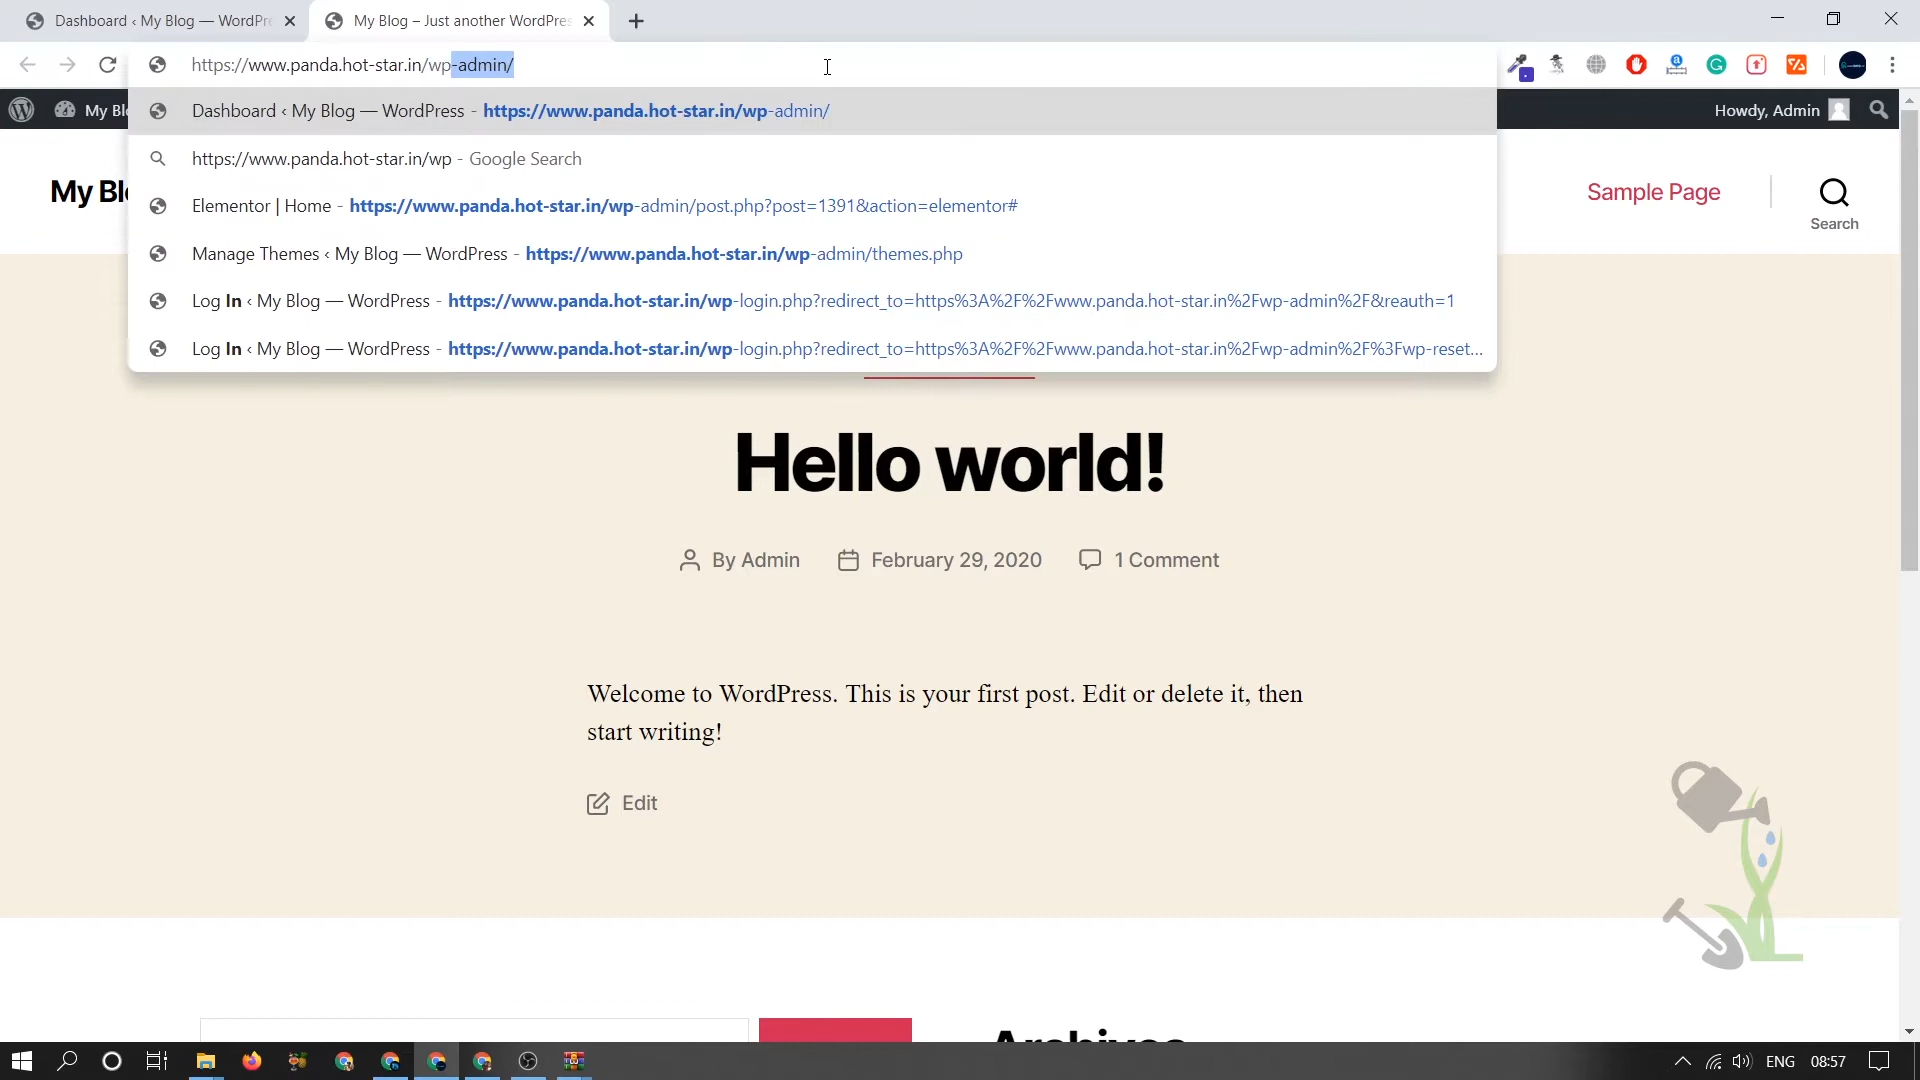 Dashboard ‹ My Blog — WordPre
My Blog – Just another WordPres
https://www.panda.hot-star.in/wp-admin/
My Blo
Howdy, Admin
Dashboard ‹ My Blog — WordPress - https://www.panda.hot-star.in/wp-admin/
https://www.panda.hot-star.in/wp - Google Search
Elementor | Home - https://www.panda.hot-star.in/wp-admin/post.php?post=1391&action=elementor#
Manage Themes ‹ My Blog — WordPress - https://www.panda.hot-star.in/wp-admin/themes.php
Log In ‹ My Blog — WordPress - https://www.panda.hot-star.in/wp-login.php?redirect_to=https%3A%2F%2Fwww.panda.hot-star.in%2Fwp-admin%2F&reauth=1
Log In ‹ My Blog — WordPress - https://www.panda.hot-star.in/wp-login.php?redirect_to=https%3A%2F%2Fwww.panda.hot-star.in%2Fwp-admin%2F%3Fwp-reset...
My Blo
Sample Page
Search
Hello world!
By Admin
February 29, 2020
1 Comment
Welcome to WordPress. This is your first post. Edit or delete it, then
start writing!
Edit
Archives
ENG
08:57